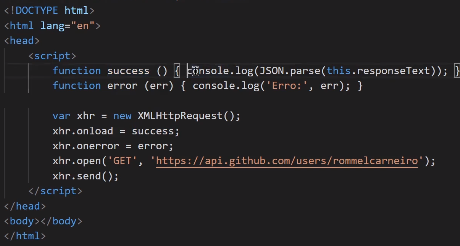 <!DOCTYPE html>
<html lang="en">
<head>
    <script>
        function success () { console.log(JSON.parse(this.responseText)); }
        function error (err) { console.log('Erro:', err); }

        var xhr = new XMLHttpRequest();
        xhr.onload = success;
        xhr.onerror = error;
        xhr.open('GET', 'https://api.github.com/users/rommelcarneiro');
        xhr.send();
    </script>
</head>
<body></body>
</html>